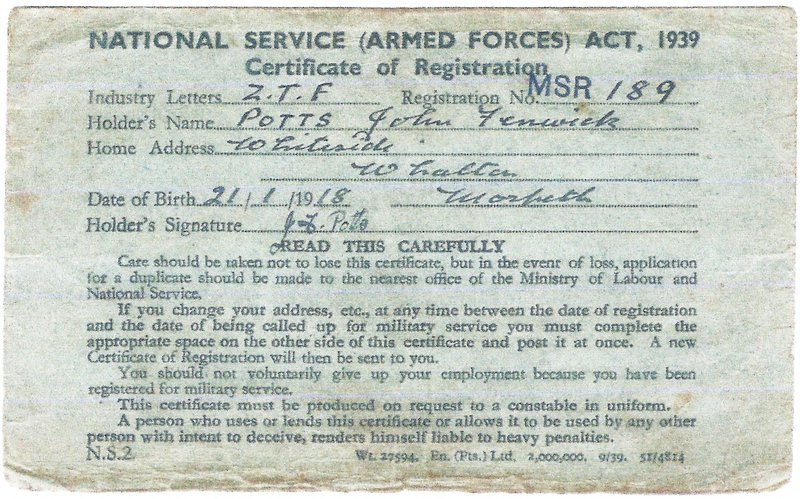 NATIONAL SERVICE (ARMED FORCES) ACT, 1939
Certificate of Registration
Industry Letters Z.T.F Registration No. MSR 189
Holder's Name POTTS John Fenwick
Home Address Whiteside
Whalton
Date of Birth 21/1/1918 Morpeth
Holder's Signature J.F. Potts
READ THIS CAREFULLY
Care should be taken not to lose this certificate, but in the event of loss, application
for a duplicate should be made to the nearest office of the Ministry of Labour and
National Service.
If you change your address, etc., at any time between the date of registration
and the date of being called up for military service you must complete the
appropriate space on the other side of this certificate and post it at once. A new
Certificate of Registration will then be sent to you.
You should not voluntarily give up your employment because you have been
registered for military service.
This certificate must be produced on request to a constable in uniform.
A person who uses or lends this certificate or allows it to be used by any other
person with intent to deceive, renders himself liable to heavy penalties.
N.S.2 Wt. 27594. En. (Pts.) Ltd. 2,000,000. 9/39. 51/4814